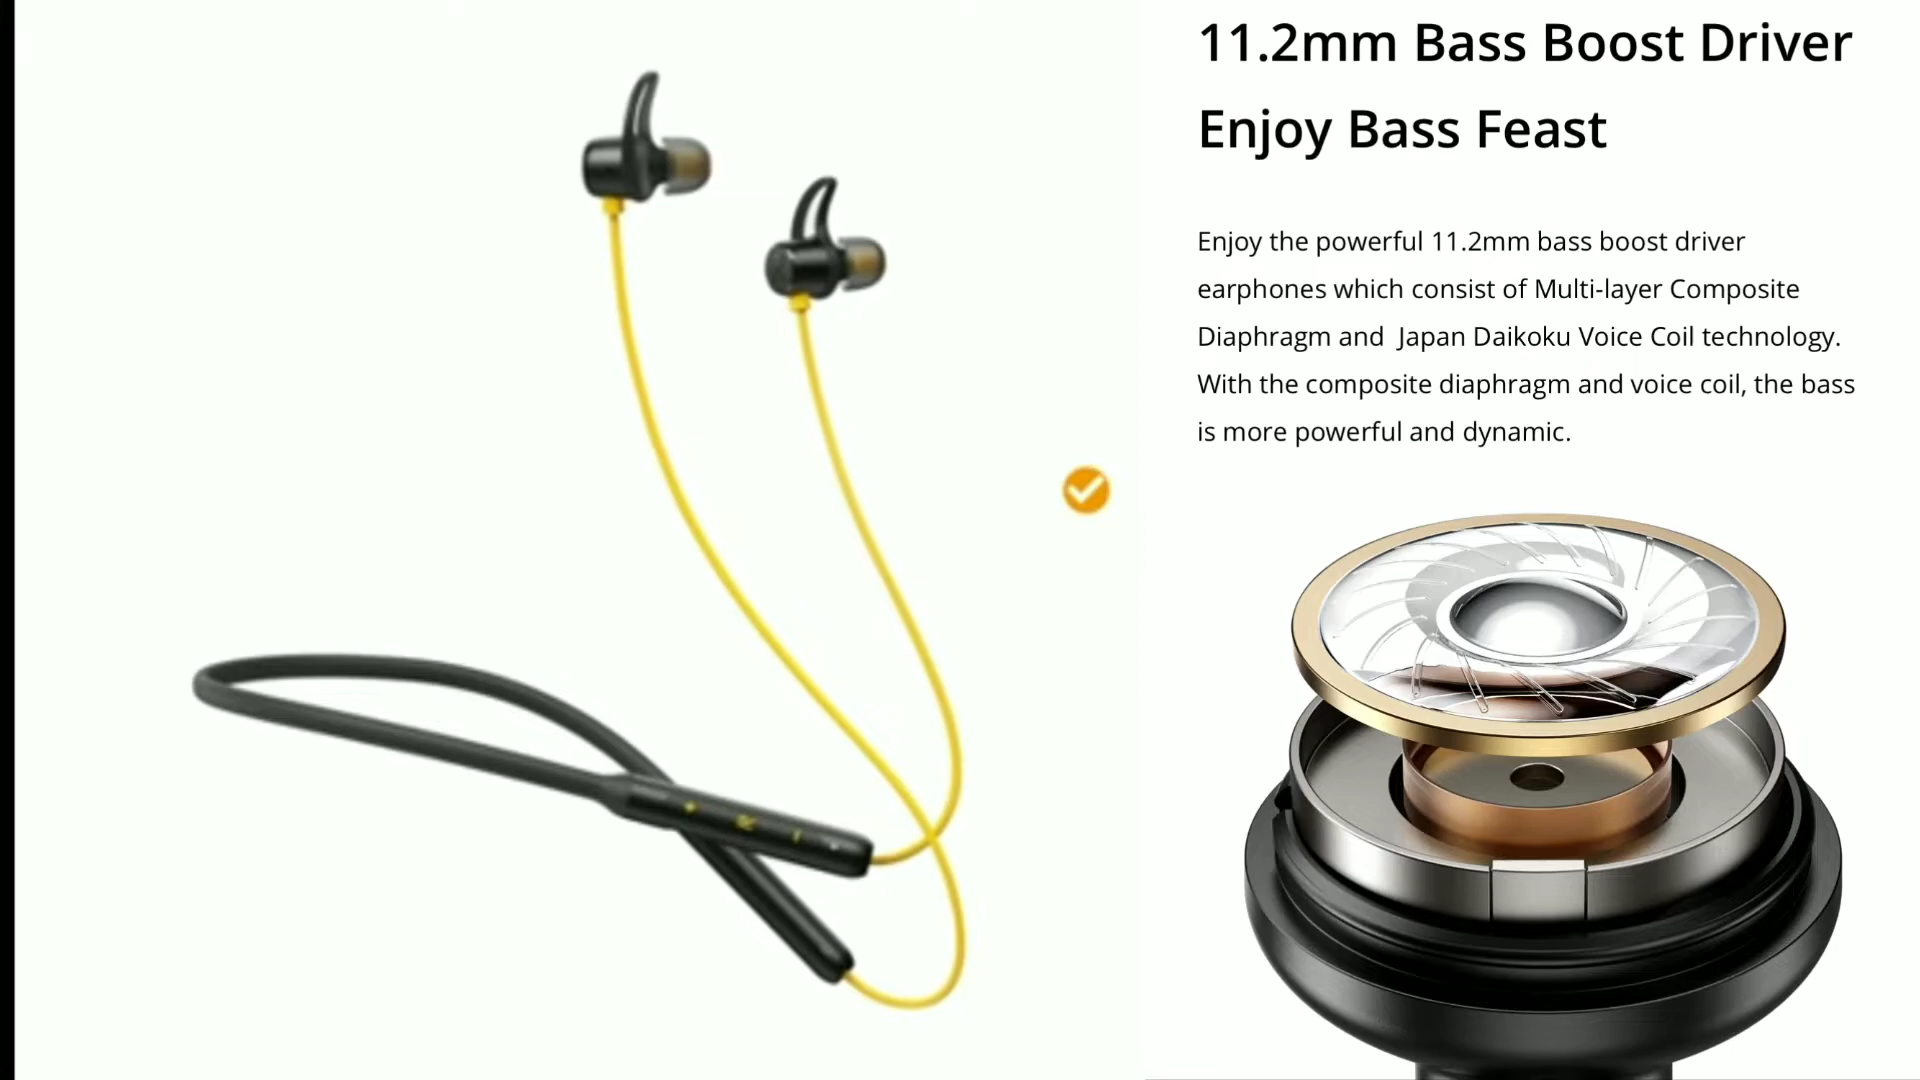 11.2mm Bass Boost Driver
Enjoy Bass Feast
Enjoy the powerful 11.2mm bass boost driver
earphones which consist of Multi-layer Composite
Diaphragm and  Japan Daikoku Voice Coil technology.
With the composite diaphragm and voice coil, the bass
is more powerful and dynamic.